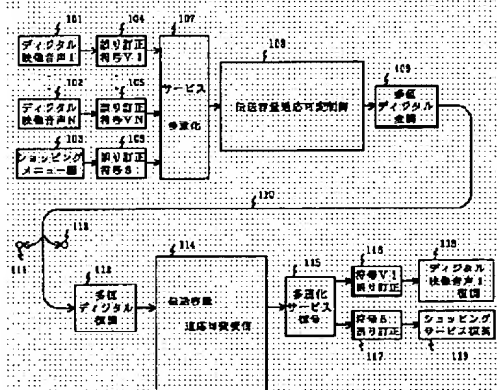 101
104
107
ディジタル
映像音声1
誤り訂正
符号V.1
108
102
105
109
ディジタル
映像音声N
誤り訂正
符号V.N
サービス
多重化
伝送容量適応可変制御
多値
ディジタル
変調
103
106
ショッピング
メニュー画
誤り訂正
符号S
110
111
112
114
多値
ディジタル
復調
伝送容量
適応可変受信
115
多重化
サービス
復号
116
符号V.1
誤り訂正
118
ディジタル
映像音声1
復調
符号S
誤り訂正
117
ショッピング
サービス復調
119